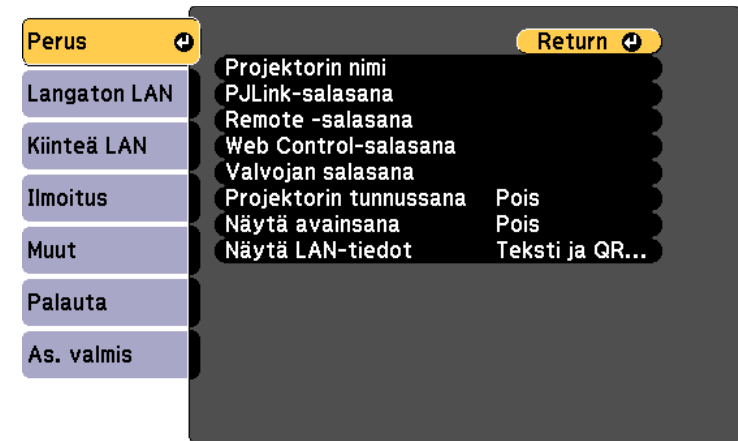 Perus
Langaton LAN
Kiinteä LAN
Ilmoitus
Muut
Palauta
As. valmis
Return
Projektorin nimi
PJLink-salasana
Remote -salasana
Web Control-salasana
Valvojan salasana
Projektorin tunnussana Pois
Näytä avainsana Pois
Näytä LAN-tiedot Teksti ja QR...